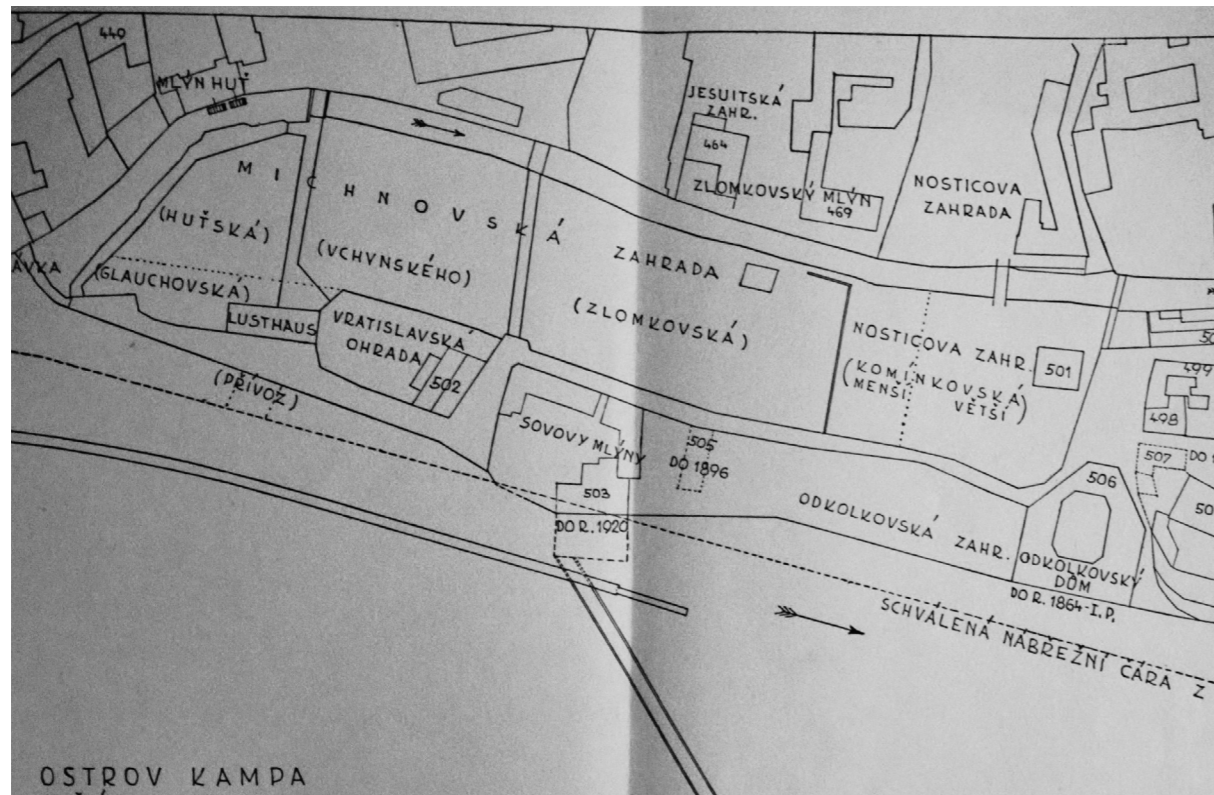 440
MLÝN HUŤ
JESUITSKÁ
ZAHR.
464
ZLOMKOVSKÝ MLÝN
469
NOSTICOVA
ZAHRADA
MICHNOVSKÁ ZAHRADA
(HUŤSKÁ)
(VCHYNSKÉHO)
(GLAUCHOVSKÁ)
(ZLOMKOVSKÁ)
LUSTHAUS
VRATISLAVSKÁ
OHRADA
502
NOSTICOVA ZAHR.
501
(KOMINKOVSKÁ)
(MENŠÍ VĚTŠÍ)
499
498
(PŘÍVOZ)
SOVOVY MLÝNY
505
DO 1896
503
DO R. 1920
507
506
ODKOLKOVSKÁ ZAHR.
ODKOLKOVSKÝ
DŮM
DO R. 1864-I.P.
SCHVÁLENÁ NÁBŘEŽNÍ ČÁRA Z
OSTROV KAMPA